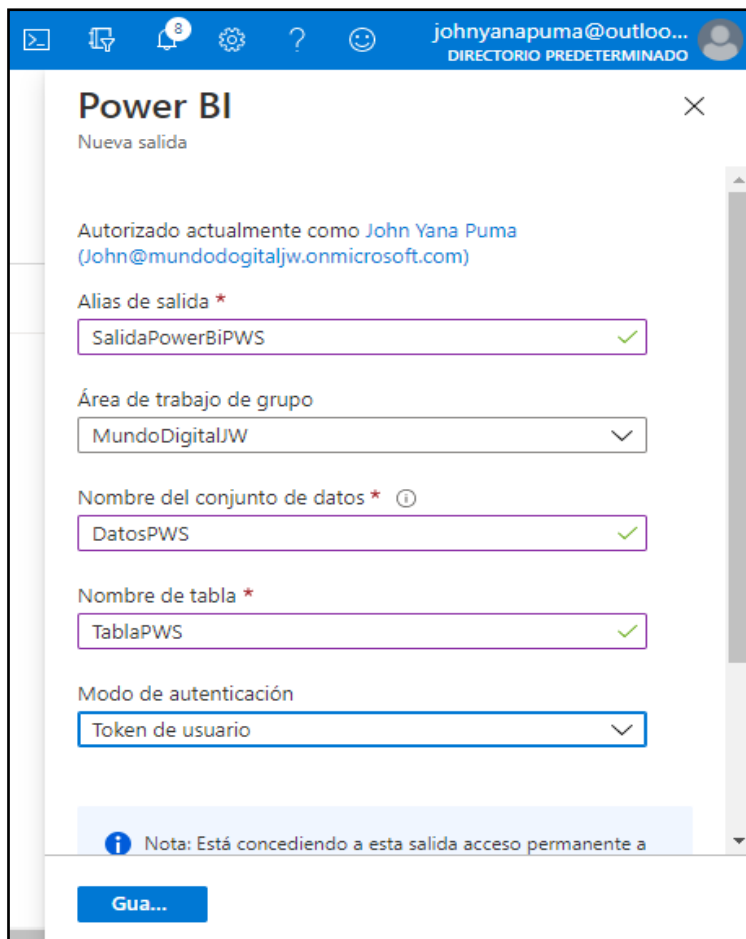 8
johnyanapuma@outloo...
DIRECTORIO PREDETERMINADO
Power BI
Nueva salida
Autorizado actualmente como John Yana Puma
(John@mundodogitaljw.onmicrosoft.com)
Alias de salida *
SalidaPowerBiPWS
Área de trabajo de grupo
MundoDigitalJW
Nombre del conjunto de datos *
DatosPWS
Nombre de tabla *
TablaPWS
Modo de autenticación
Token de usuario
Nota: Está concediendo a esta salida acceso permanente a
Gua...